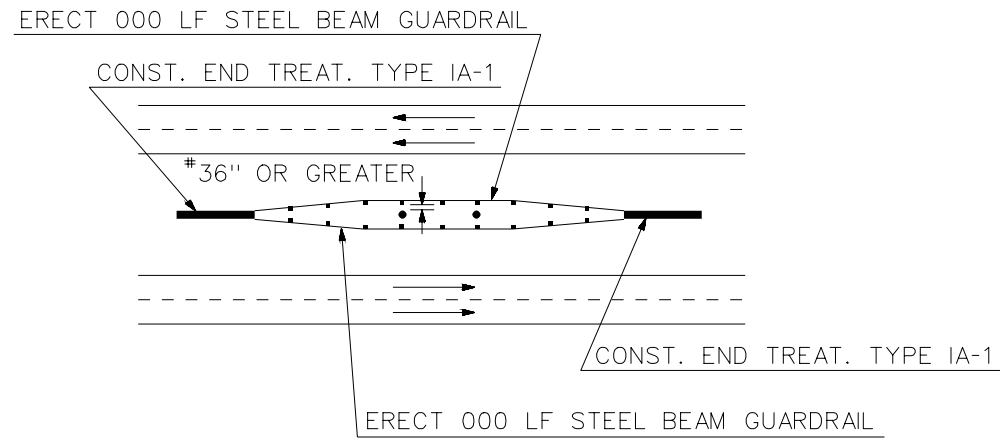 ERECT 000 LF STEEL BEAM GUARDRAIL
CONST. END TREAT. TYPE IA-1
#36" OR GREATER
CONST. END TREAT. TYPE IA-1
ERECT 000 LF STEEL BEAM GUARDRAIL